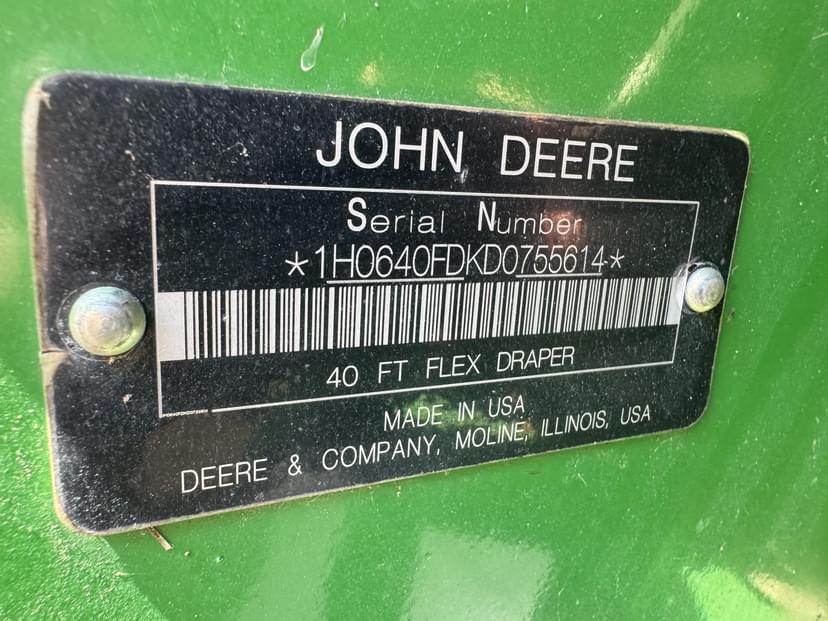 JOHN DEERE
Serial Number
*1H0640FDKD0755614*
40 FT FLEX DRAPER
MADE IN USA
DEERE & COMPANY, MOLINE, ILLINOIS, USA